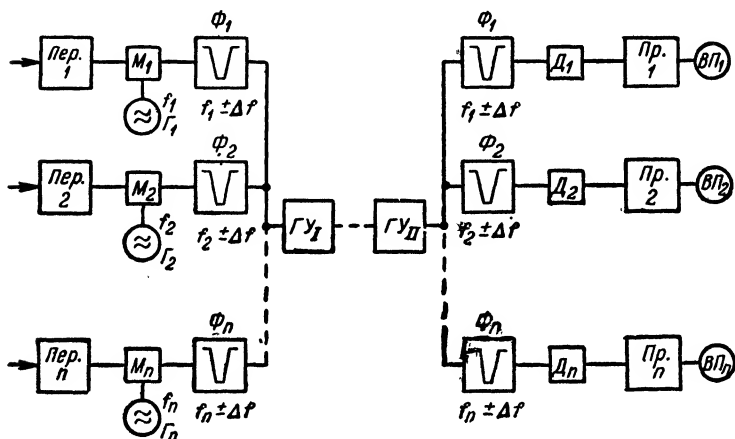 Ф₁
Ф₁
Пер. 1
М₁
Д₁
Пр. 1
ВП₁
f₁
Г₁
f₁ ± Δf
f₁ ± Δf
Ф₂
Ф₂
Пер. 2
М₂
Д₂
Пр. 2
ВП₂
f₂
Г₂
f₂ ± Δf
ГУ_I
ГУ_II
f₂ ± Δf
Фn
Фn
Пер. n
Мn
Дn
Пр. n
ВПn
fn
Гn
fn ± Δf
fn ± Δf